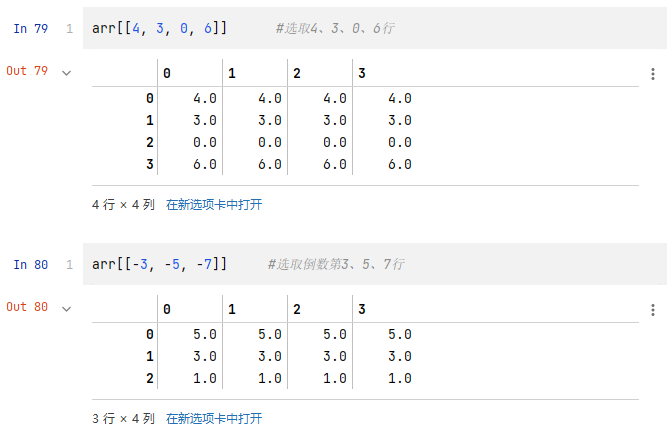 In 79 1 arr[[4, 3, 0, 6]] #选取4、3、0、6行
Out 79
0 1 2 3
0 4.0 4.0 4.0 4.0
1 3.0 3.0 3.0 3.0
2 0.0 0.0 0.0 0.0
3 6.0 6.0 6.0 6.0
4 行 × 4 列 在新选项卡中打开
In 80 1 arr[[-3, -5, -7]] #选取倒数第3、5、7行
Out 80
0 1 2 3
0 5.0 5.0 5.0 5.0
1 3.0 3.0 3.0 3.0
2 1.0 1.0 1.0 1.0
3 行 × 4 列 在新选项卡中打开